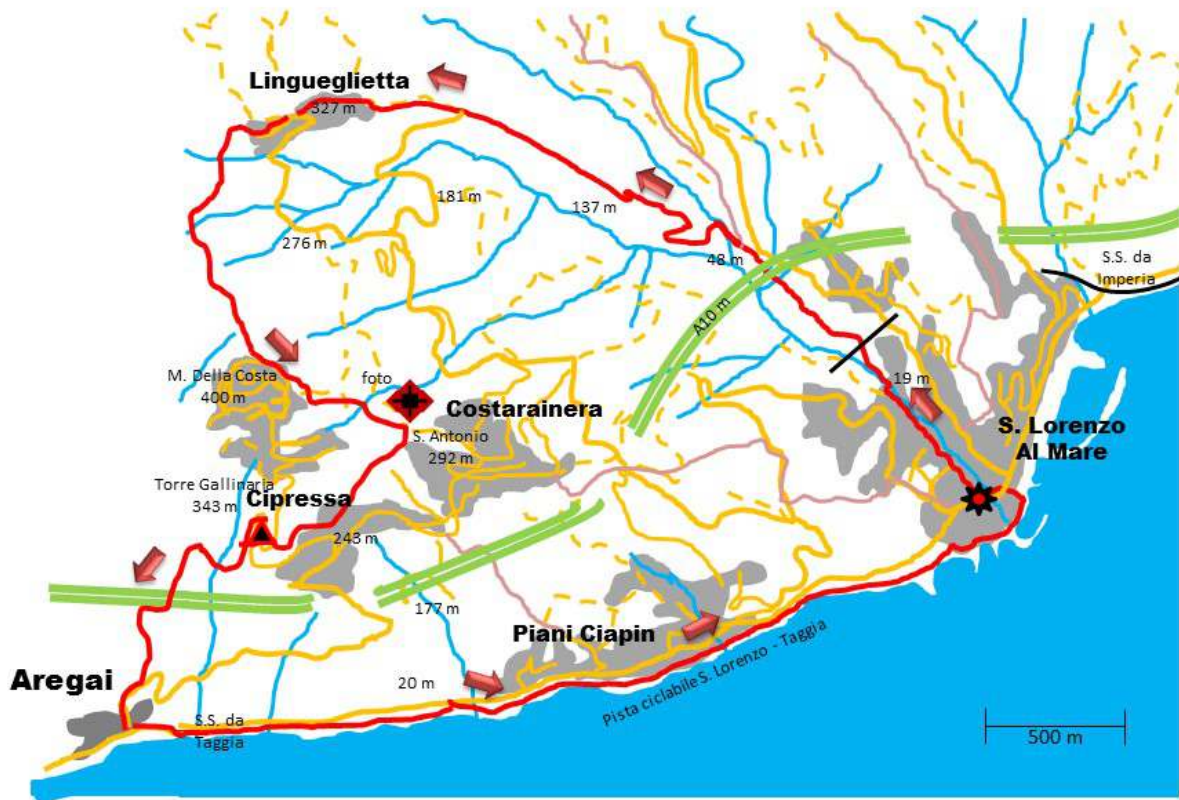 Lingueglietta
327 m
181 m
137 m
276 m
48 m
S.S. da
Imperia
A10 m
M. Della Costa
400 m
foto
19 m
Costarainera
S. Antonio
292 m
S. Lorenzo
Al Mare
Torre Gallinaria
343 m
Cipressa
243 m
177 m
Piani Ciapin
Aregai
20 m
Pista ciclabile S. Lorenzo - Taggia
S.S. da
Taggia
500 m